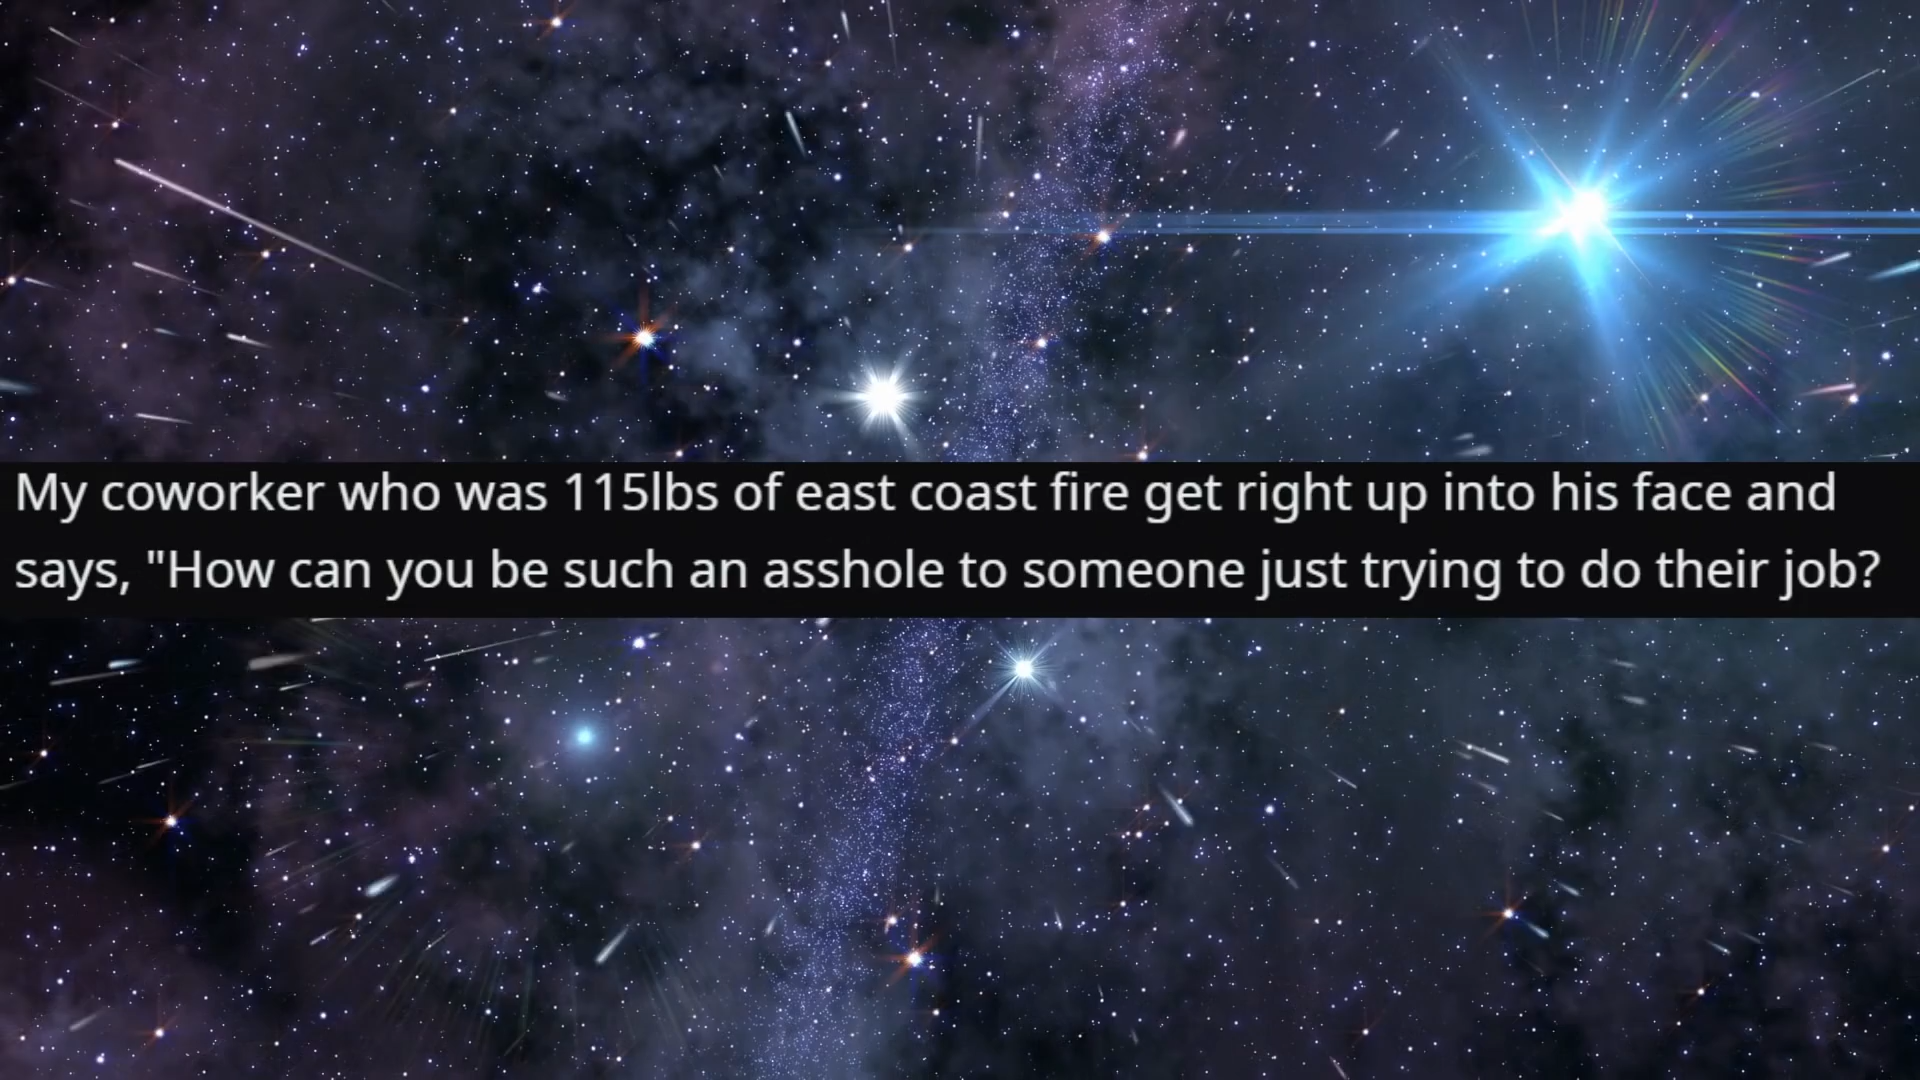 My coworker who was 115lbs of east coast fire get right up into his face and
says, "How can you be such an asshole to someone just trying to do their job?